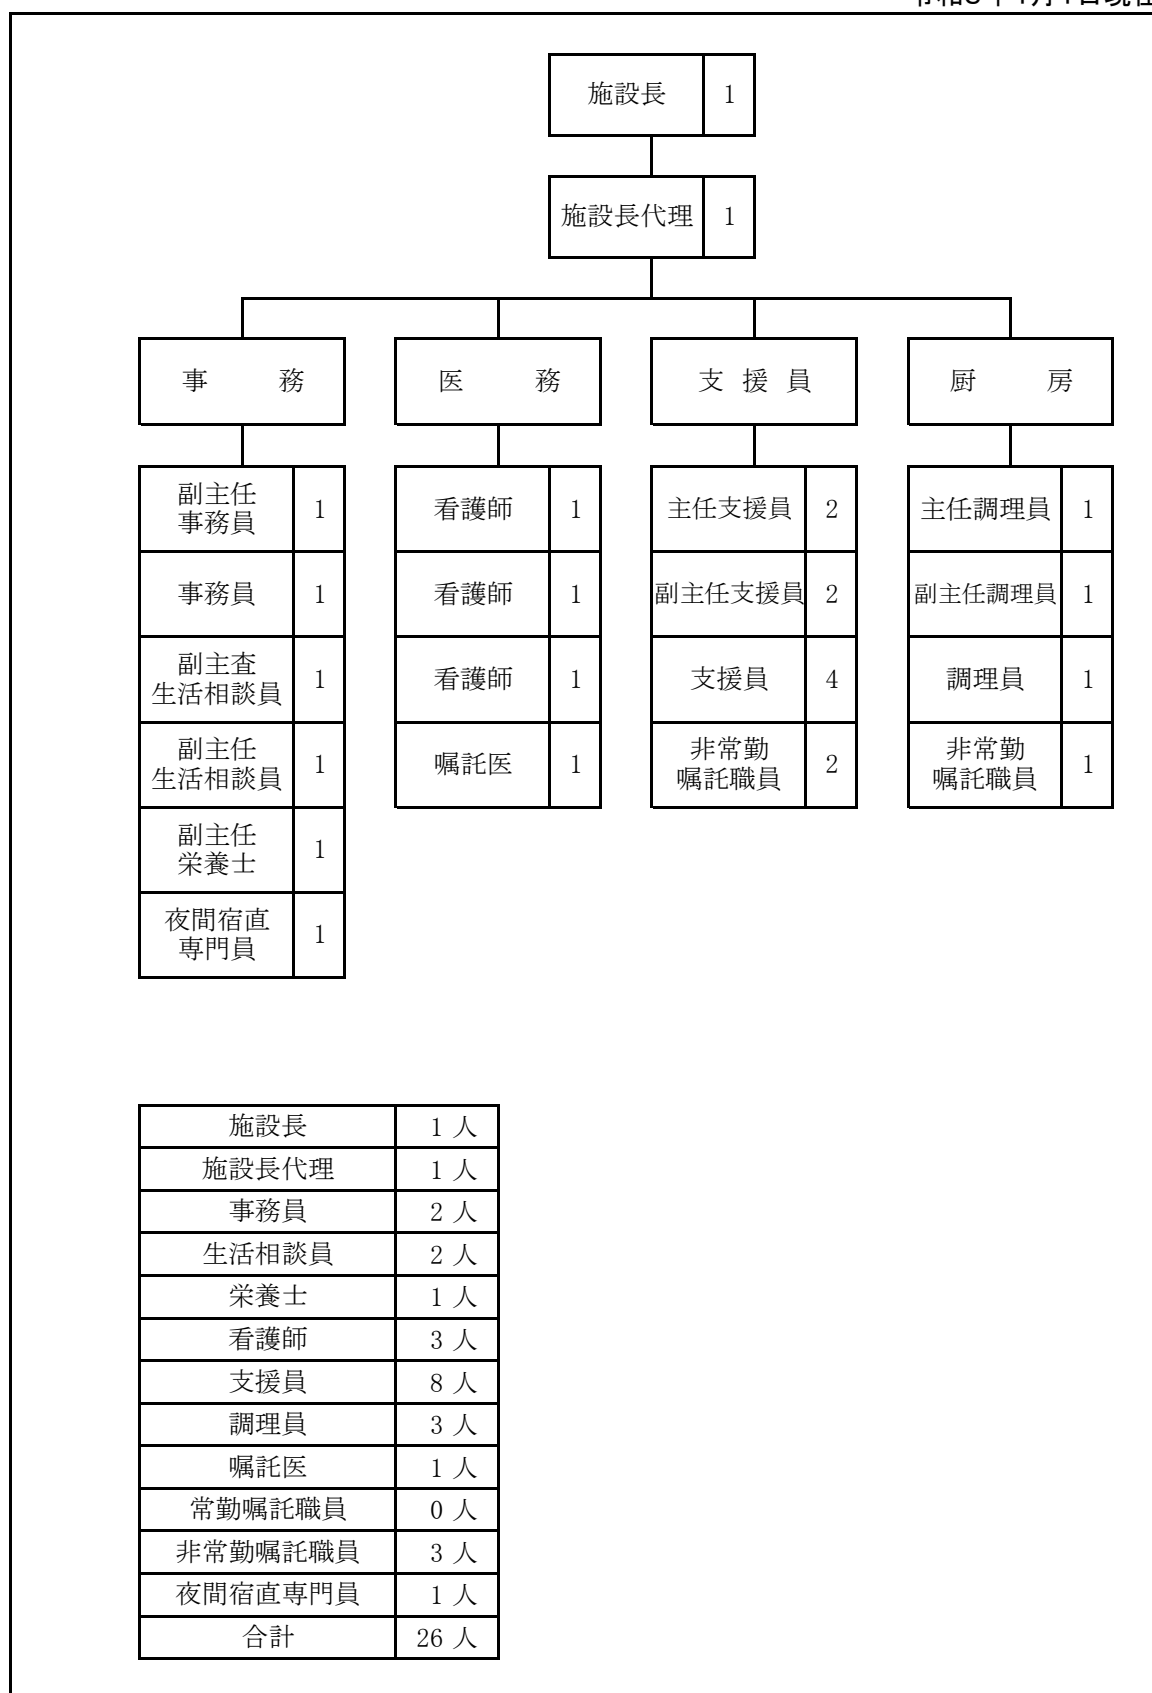 施設長 1
施設長代理 1
事務 医務 支援員 厨房
副主任
事務員 1
看護師 1
主任支援員 2
主任調理員 1
事務員 1
看護師 1
副主任支援員 2
副主任調理員 1
副主査
生活相談員 1
看護師 1
支援員 4
調理員 1
副主任
生活相談員 1
嘱託医 1
非常勤
嘱託職員 2
非常勤
嘱託職員 1
副主任
栄養士 1
夜間宿直
専門員 1
施設長 1 人
施設長代理 1 人
事務員 2 人
生活相談員 2 人
栄養士 1 人
看護師 3 人
支援員 8 人
調理員 3 人
嘱託医 1 人
常勤嘱託職員 0 人
非常勤嘱託職員 3 人
夜間宿直専門員 1 人
合計 26 人